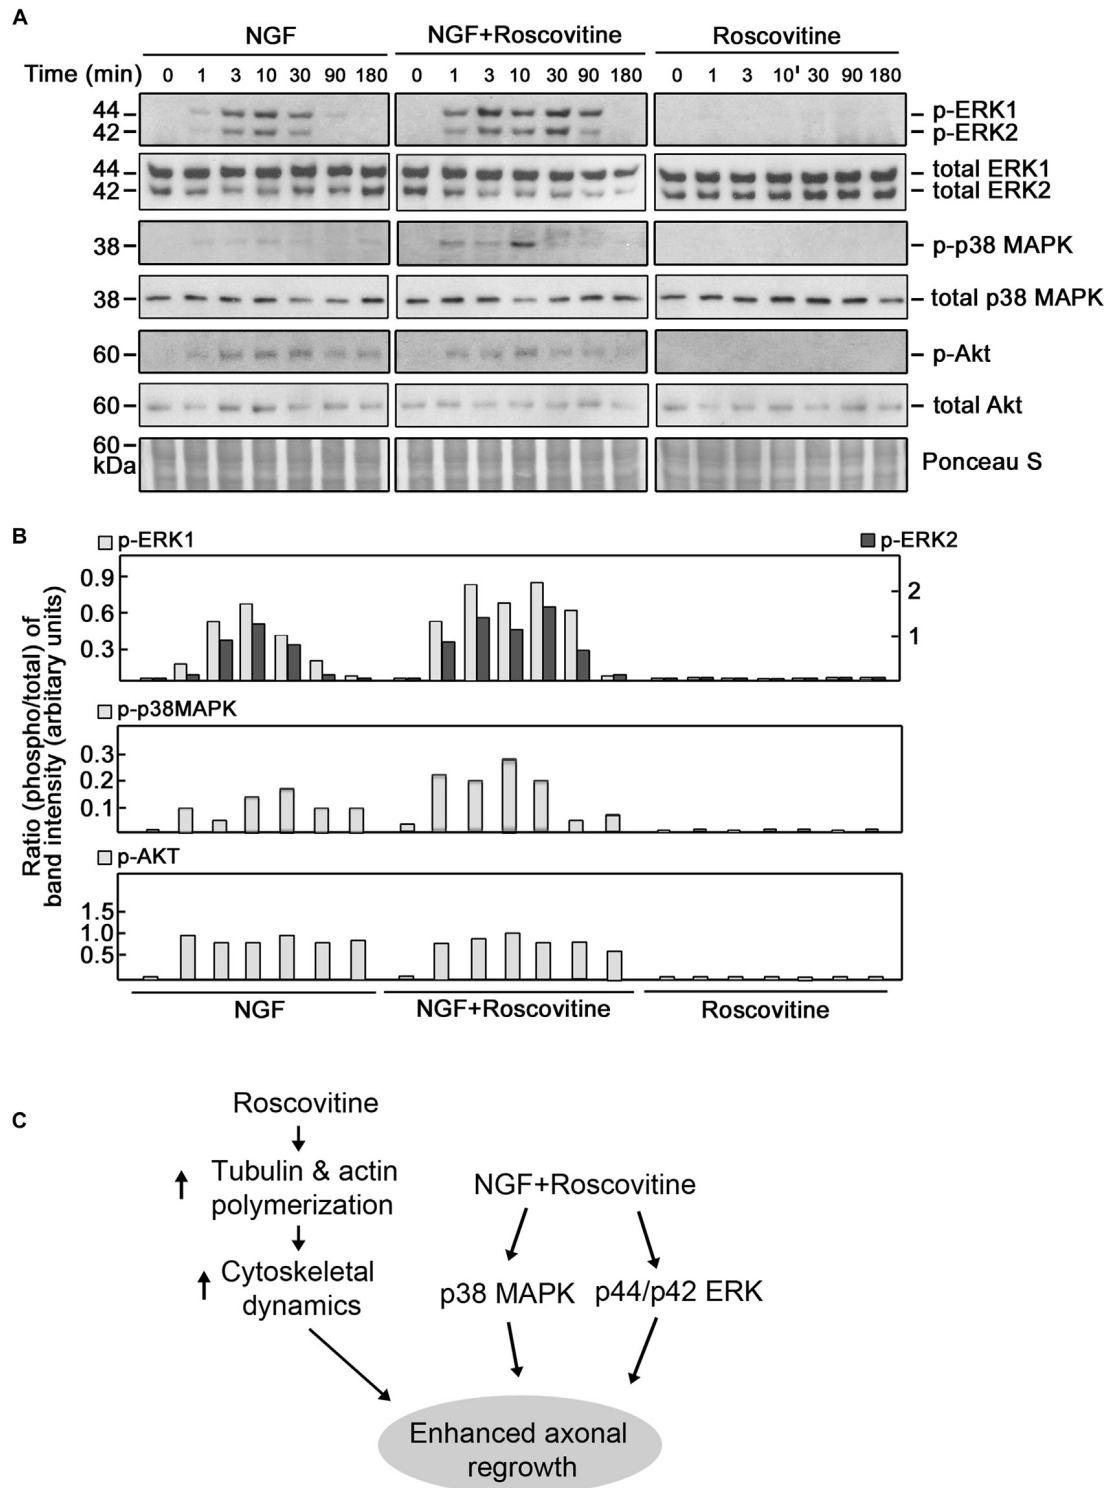 A
NGF NGF+Roscovitine Roscovitine
Time (min) 0 1 3 10 30 90 180 0 1 3 10 30 90 180 0 1 3 10' 30 90 180
44 p-ERK1
42 p-ERK2
44 total ERK1
42 total ERK2
38 p-p38 MAPK
38 total p38 MAPK
60 p-Akt
60 total Akt
60
kDa Ponceau S
B
p-ERK1 p-ERK2
Ratio (phospho/total) of
band intensity (arbitary units)
0.9
2
0.6
1
0.3
p-p38MAPK
0.3
0.2
0.1
p-AKT
1.5
1.0
0.5
NGF NGF+Roscovitine Roscovitine
C
Roscovitine
Tubulin & actin
polymerization
Cytoskeletal
dynamics
NGF+Roscovitine
p38 MAPK p44/p42 ERK
Enhanced axonal
regrowth